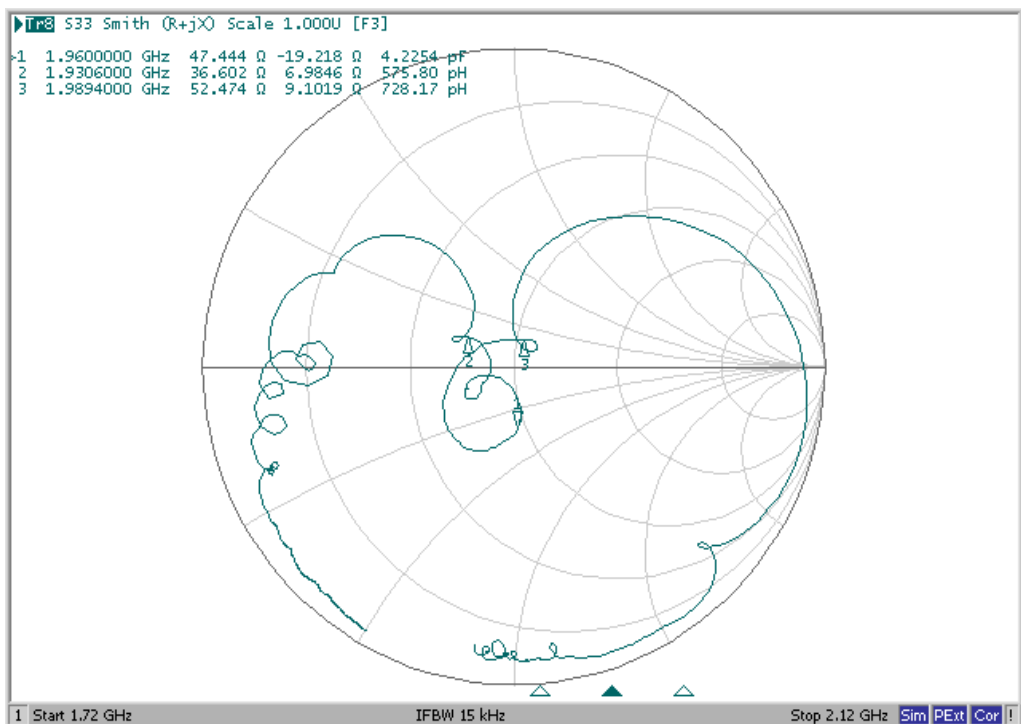 Tr8 S33 Smith (R+jX) Scale 1.000U [F3]
>1 1.9600000 GHz 47.444 Ω -19.218 Ω 4.2254 pF
2 1.9306000 GHz 36.602 Ω 6.9846 Ω 575.80 pH
3 1.9894000 GHz 52.474 Ω 9.1019 Ω 728.17 pH
2
3
1
1 Start 1.72 GHz IFBW 15 kHz Stop 2.12 GHz Sim PExt Cor !